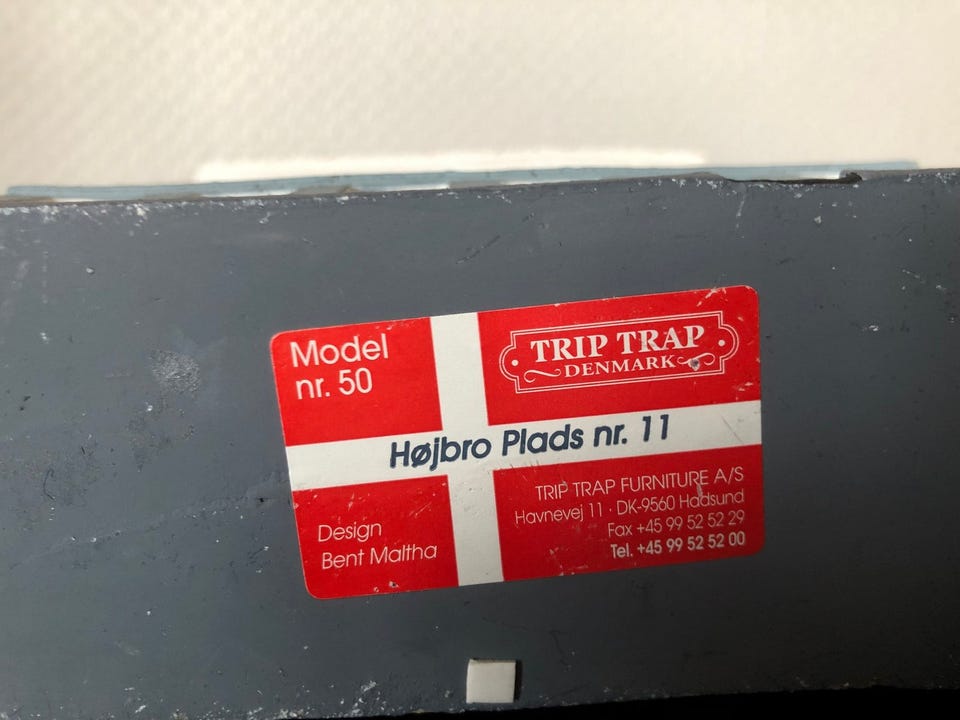 Model
nr. 50
TRIP TRAP
DENMARK
Højbro Plads nr. 11
Design
Bent Maltha
TRIP TRAP FURNITURE A/S
Havnevej 11 · DK-9560 Hadsund
Fax +45 99 52 52 29
Tel. +45 99 52 52 00